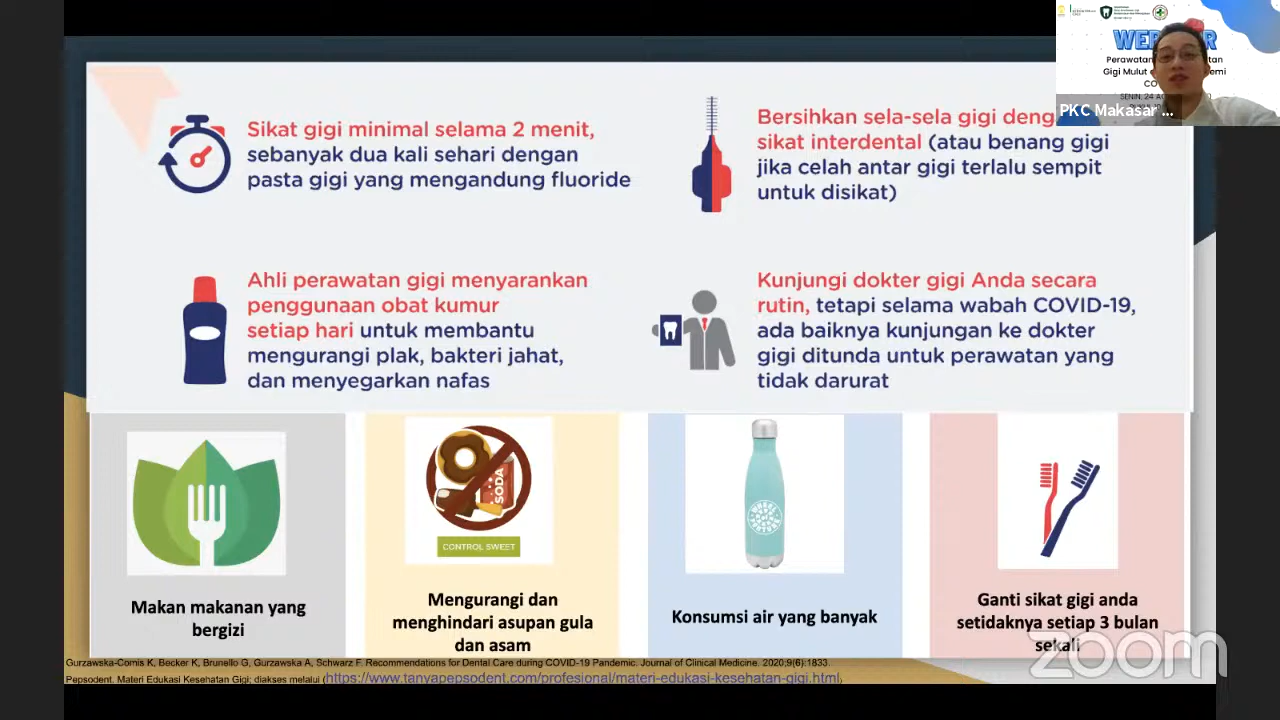 Sikat gigi minimal selama 2 menit,
sebanyak dua kali sehari dengan
pasta gigi yang mengandung fluoride
Bersihkan sela-sela gigi deng
sikat interdental (atau benang gigi
jika celah antar gigi terlalu sempit
untuk disikat)
Ahli perawatan gigi menyarankan
penggunaan obat kumur
setiap hari untuk membantu
mengurangi plak, bakteri jahat,
dan menyegarkan nafas
Kunjungi dokter gigi Anda secara
rutin, tetapi selama wabah COVID-19,
ada baiknya kunjungan ke dokter
gigi ditunda untuk perawatan yang
tidak darurat
SODA
CONTROL SWEET
Makan makanan yang
bergizi
Mengurangi dan
menghindari asupan gula
dan asam
Konsumsi air yang banyak
Ganti sikat gigi anda
setidaknya setiap 3 bulan
sekali
Gurzawska-Comis K, Becker K, Brunello G, Gurzawska A, Schwarz F. Recommendations for Dental Care during COVID-19 Pandemic. Journal of Clinical Medicine. 2020;9(6):1833.
Pepsodent. Materi Edukasi Kesehatan Gigi; diakses melalui (https://www.tanyapepsodent.com/profesional/materi-edukasi-kesehatan-gigi.html)
zoom
Perawatan
Gigi Mulut
SENIN, 24
PKC Makasar ...